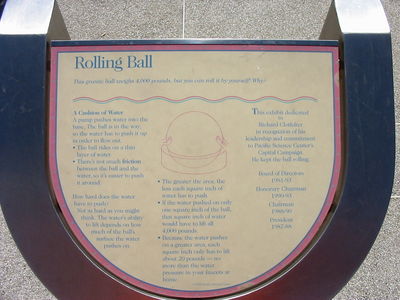 Rolling Ball
This granite ball weighs 4,000 pounds, but you can roll it by yourself! Why?
A Cushion of Water
A pump pushes water into the
base. The ball is in the way,
so the water has to push it up
in order to flow out.
• The ball rides on a thin
layer of water.
• There's not much friction
between the ball and the
water, so it's easier to push
it around.
How hard does the water
have to push?
Not as hard as you might
think. The water's ability
to lift depends on how
much of the ball's
surface the water
pushes on.
• The greater the area, the
less each square inch of
water has to push.
• If the water pushed only
one square inch of the ball,
that square inch of water
would have to lift all
4,000 pounds.
• Because the water pushes
on a greater area, each
square inch only has to lift
about 20 pounds — no
more than the water
pressure in your faucets at
home.
This exhibit dedicated
to
Richard Clotfelter
in recognition of his
leadership and commitment
to Pacific Science Center's
Capital Campaign.
He kept the ball rolling.
Board of Directors
1981-93
Honorary Chairman
1990-93
Chairman
1988-90
President
1987-88